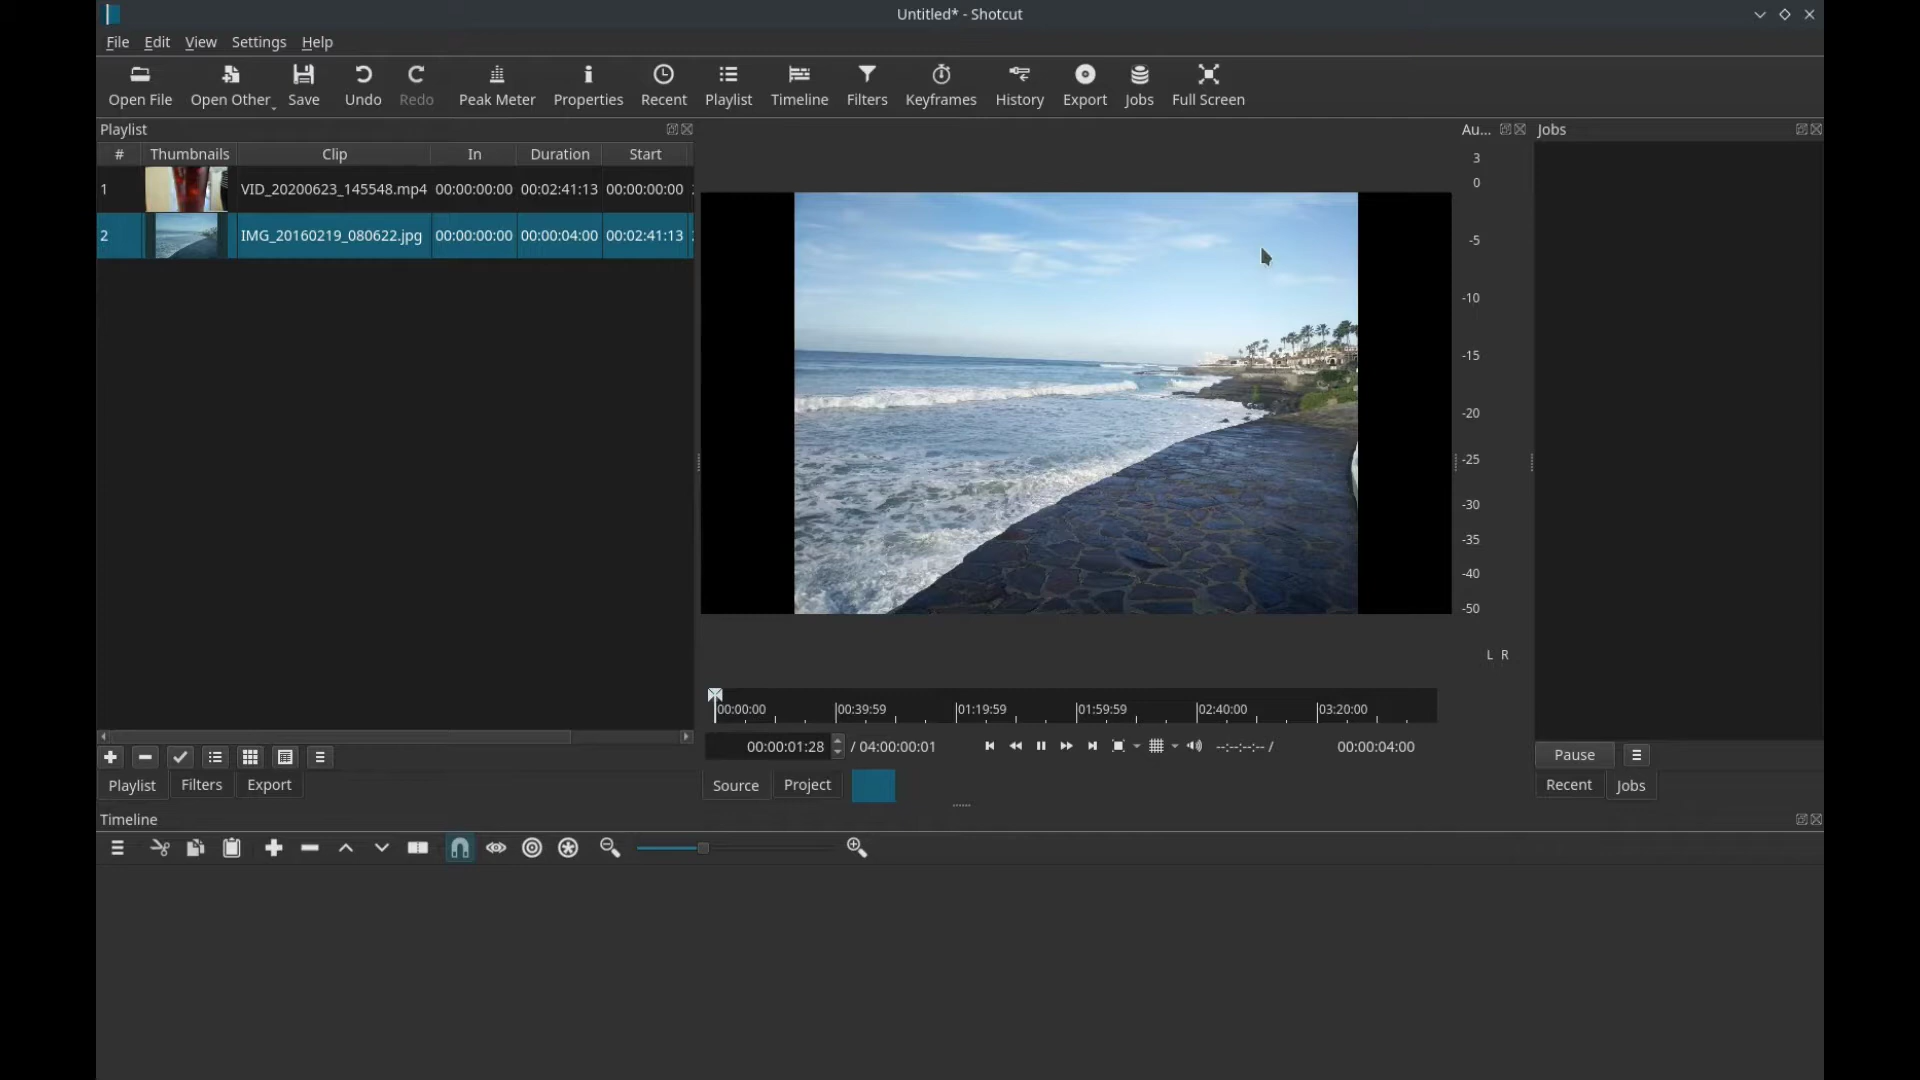 Untitled* - Shotcut
File Edit View Settings Help
Open File Open Other Save Undo Redo Peak Meter Properties Recent Playlist Timeline Filters Keyframes History Export Jobs Full Screen
Playlist
# Thumbnails Clip In Duration Start
1 VID_20200623_145548.mp4 00:00:00:00 00:02:41:13 00:00:00:00
2 IMG_20160219_080622.jpg 00:00:00:00 00:00:04:00 00:02:41:13
Playlist Filters Export
00:00:00 00:39:59 01:19:59 01:59:59 02:40:00 03:20:00
00:00:01:28 / 04:00:00:01 --:--:--:-- / 00:00:04:00
Source Project
Au...
3
0
-5
-10
-15
-20
-25
-30
-35
-40
-50
L R
Jobs
Pause
Recent Jobs
Timeline